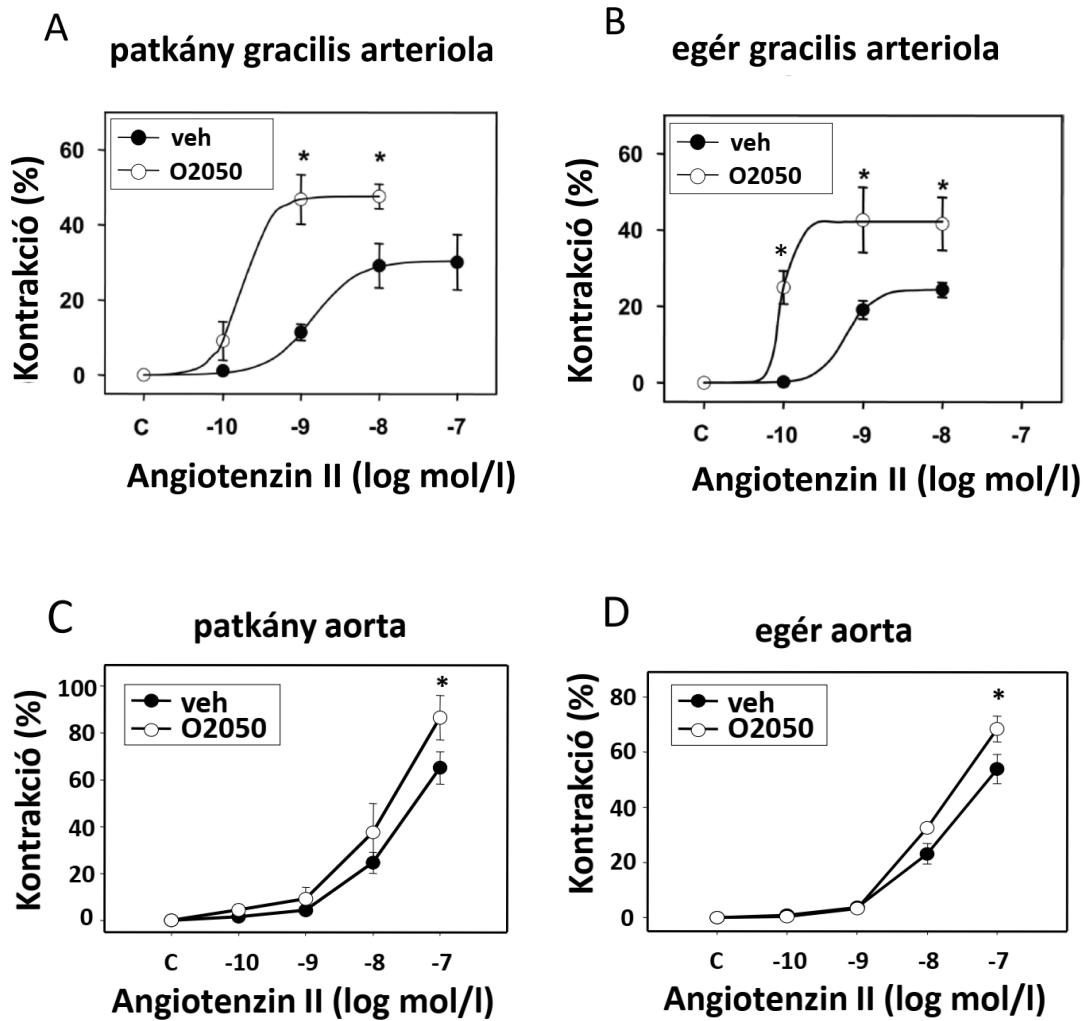 A
patkány gracilis arteriola
veh
O2050
* *
60
40
20
0
Kontrakció (%)
C -10 -9 -8 -7
Angiotenzin II (log mol/l)
B
egér gracilis arteriola
veh
O2050
* * *
60
40
20
0
Kontrakció (%)
C -10 -9 -8 -7
Angiotenzin II (log mol/l)
C
patkány aorta
veh
O2050
*
100
80
60
40
20
0
Kontrakció (%)
C -10 -9 -8 -7
Angiotenzin II (log mol/l)
D
egér aorta
veh
O2050
*
80
60
40
20
0
Kontrakció (%)
C -10 -9 -8 -7
Angiotenzin II (log mol/l)